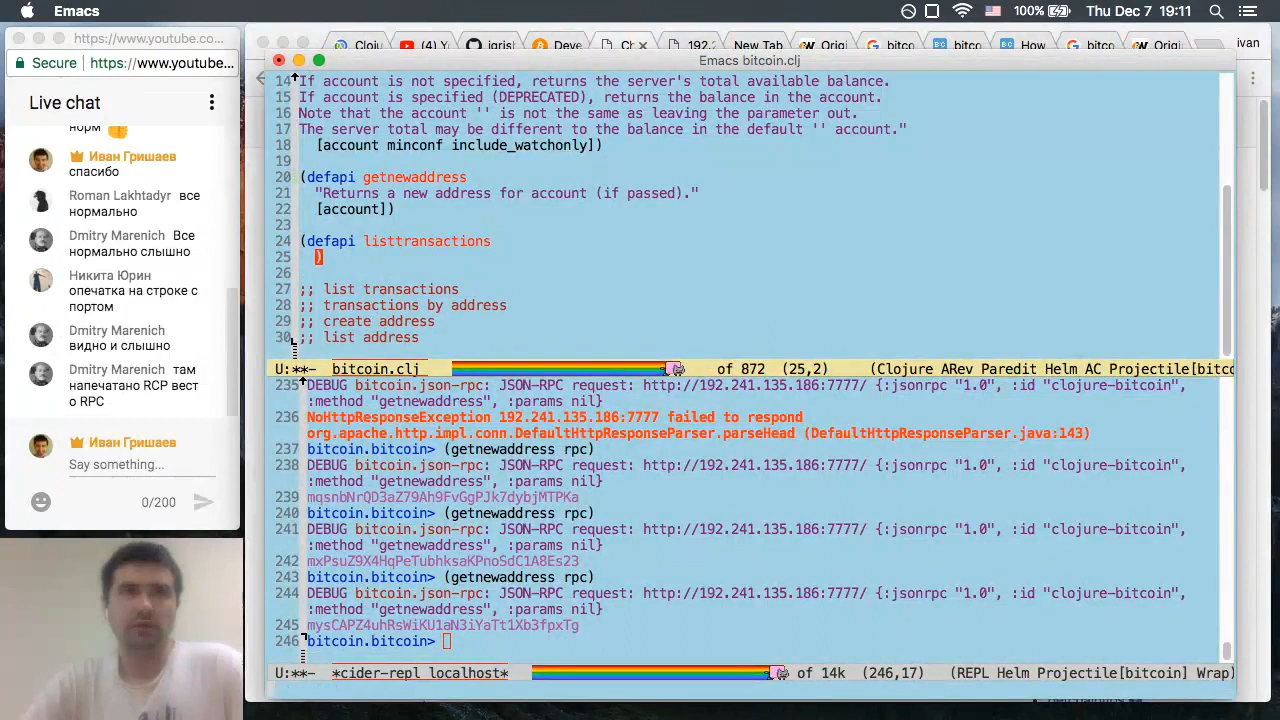 Emacs
100%
Thu Dec 7 19:11
https://www.youtube.co...
Secure https://www.youtube.com...
Live chat
норм
Иван Гришаев
спасибо
Roman Lakhtadyr все
нормально
Dmitry Marenich Все
нормально слышно
Никита Юрин
опечатка на строке с
портом
Dmitry Marenich
видно и слышно
Dmitry Marenich там
напечатано RCP вест
о RPC
Иван Гришаев
Say something...
0/200
Cloju
(4) Y
igris
Deve
Cl
192.
New Tab
Origi
bitco
bitco
How
bitco
Origi
ivan
Emacs bitcoin.clj
14 If account is not specified, returns the server's total available balance.
15 If account is specified (DEPRECATED), returns the balance in the account.
16 Note that the account '' is not the same as leaving the parameter out.
17 The server total may be different to the balance in the default '' account."
18 [account minconf include_watchonly])
19
20 (defapi getnewaddress
21 "Returns a new address for account (if passed)."
22 [account])
23
24 (defapi listtransactions
25 )
26
27 ;; list transactions
28 ;; transactions by address
29 ;; create address
30 ;; list address
U:**- bitcoin.clj of 872 (25,2) (Clojure ARev Paredit Helm AC Projectile[bitco
235 DEBUG bitcoin.json-rpc: JSON-RPC request: http://192.241.135.186:7777/ {:jsonrpc "1.0", :id "clojure-bitcoin",
:method "getnewaddress", :params nil}
236 NoHttpResponseException 192.241.135.186:7777 failed to respond
org.apache.http.impl.conn.DefaultHttpResponseParser.parseHead (DefaultHttpResponseParser.java:143)
237 bitcoin.bitcoin> (getnewaddress rpc)
238 DEBUG bitcoin.json-rpc: JSON-RPC request: http://192.241.135.186:7777/ {:jsonrpc "1.0", :id "clojure-bitcoin",
:method "getnewaddress", :params nil}
239 mqsnbNrQD3aZ79Ah9FvGgPJk7dybjMTPKa
240 bitcoin.bitcoin> (getnewaddress rpc)
241 DEBUG bitcoin.json-rpc: JSON-RPC request: http://192.241.135.186:7777/ {:jsonrpc "1.0", :id "clojure-bitcoin",
:method "getnewaddress", :params nil}
242 mxPsuZ9X4HqPeTubhksaKPnoSdC1A8Es23
243 bitcoin.bitcoin> (getnewaddress rpc)
244 DEBUG bitcoin.json-rpc: JSON-RPC request: http://192.241.135.186:7777/ {:jsonrpc "1.0", :id "clojure-bitcoin",
:method "getnewaddress", :params nil}
245 mysCAPZ4uhRsWiKU1aN3iYaTt1Xb3fpxTg
246 bitcoin.bitcoin>
U:**- *cider-repl localhost* of 14k (246,17) (REPL Helm Projectile[bitcoin] Wrap)